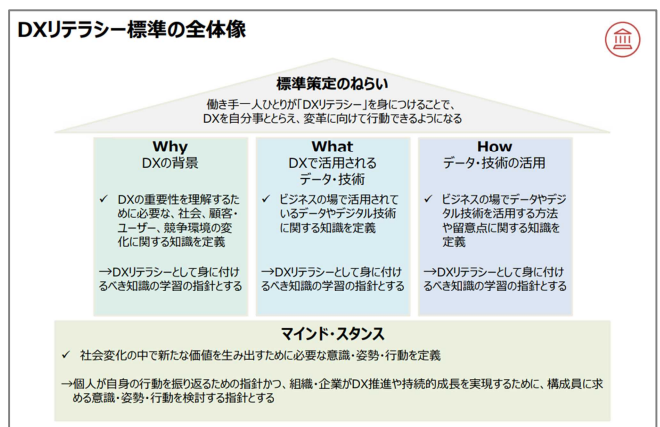 DXリテラシー標準の全体像
標準策定のねらい
働き手一人ひとりが「DXリテラシー」を身につけることで、
DXを自分事ととらえ、変革に向けて行動できるようになる
Why
DXの背景
✓ DXの重要性を理解するた
めに必要な、社会、顧客・
ユーザー、競争環境の変
化に関する知識を定義
→DXリテラシーとして身に付け
るべき知識の学習の指針とする
What
DXで活用される
データ・技術
✓ ビジネスの場で活用されて
いるデータやデジタル技術
に関する知識を定義
→DXリテラシーとして身に付け
るべき知識の学習の指針とする
How
データ・技術の活用
✓ ビジネスの場でデータやデジ
タル技術を活用する方法
や留意点に関する知識を
定義
→DXリテラシーとして身に付け
るべき知識の学習の指針とする
マインド・スタンス
✓ 社会変化の中で新たな価値を生み出すために必要な意識・姿勢・行動を定義
→個人が自身の行動を振り返るための指針かつ、組織・企業がDX推進や持続的成長を実現するために、構成員に求
める意識・姿勢・行動を検討する指針とする